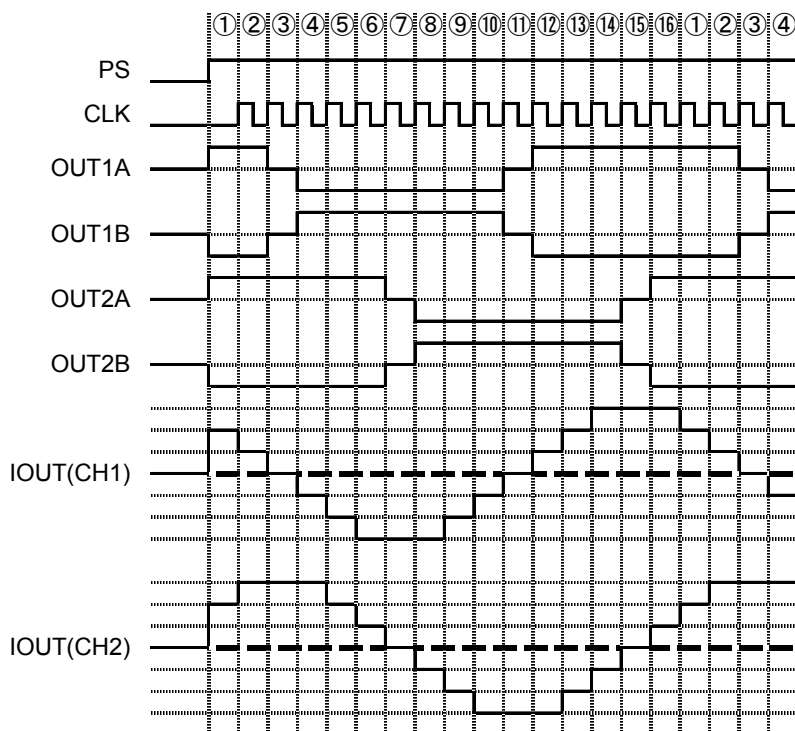 ①②③④⑤⑥⑦⑧⑨⑩⑪⑫⑬⑭⑮⑯①②③④
PS
CLK
OUT1A
OUT1B
OUT2A
OUT2B
IOUT(CH1)
IOUT(CH2)